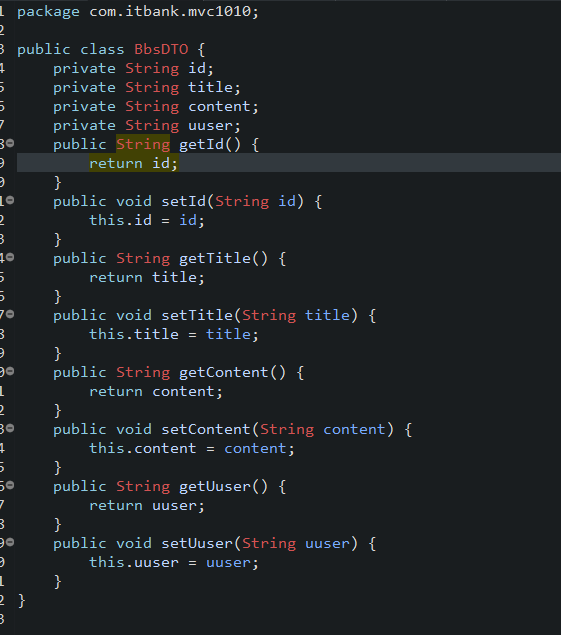 1 package com.itbank.mvc1010;
2
3 public class BbsDTO {
4     private String id;
5     private String title;
6     private String content;
7     private String uuser;
8     public String getId() {
9         return id;
0     }
1     public void setId(String id) {
2         this.id = id;
3     }
4     public String getTitle() {
5         return title;
6     }
7     public void setTitle(String title) {
8         this.title = title;
9     }
0     public String getContent() {
1         return content;
2     }
3     public void setContent(String content) {
4         this.content = content;
5     }
6     public String getUuser() {
7         return uuser;
8     }
9     public void setUuser(String uuser) {
0         this.uuser = uuser;
1     }
2 }
3